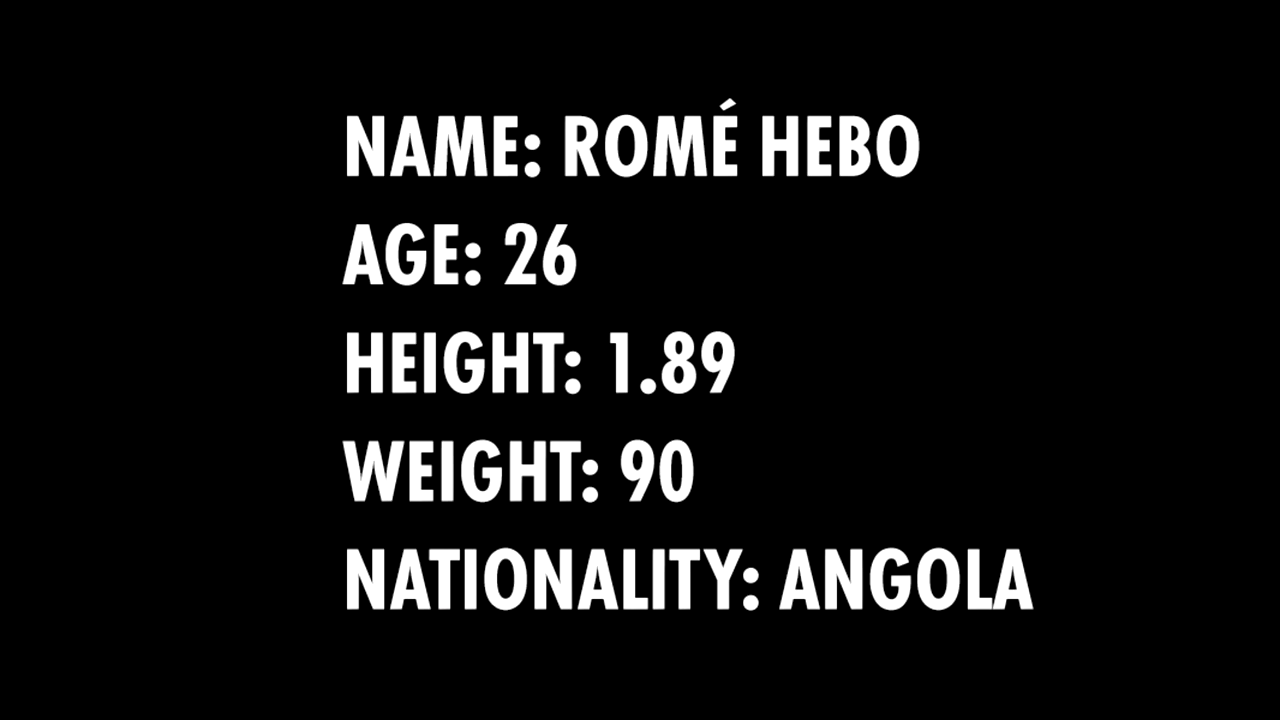 NAME: ROMÉ HEBO
AGE: 26
HEIGHT: 1.89
WEIGHT: 90
NATIONALITY: ANGOLA